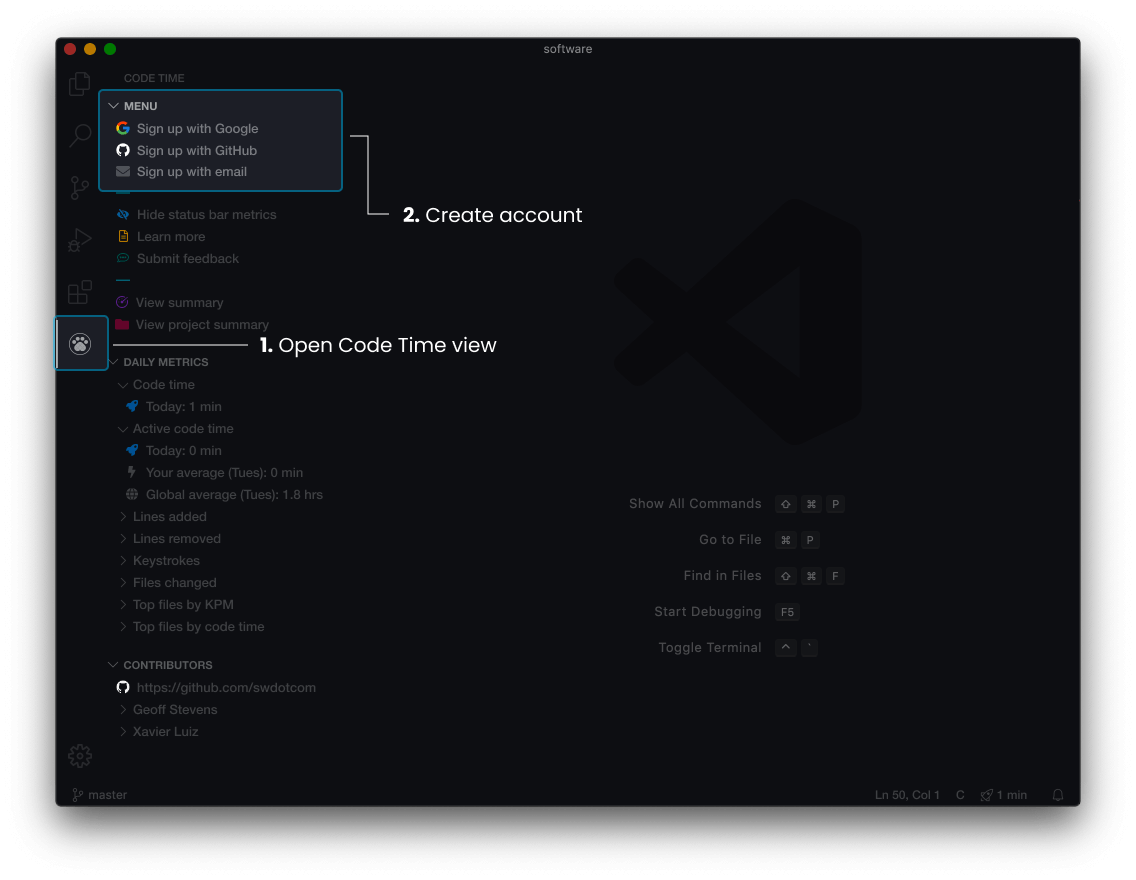 software
CODE TIME
MENU
Sign up with Google
Sign up with GitHub
Sign up with email
2. Create account
Hide status bar metrics
Learn more
Submit feedback
View summary
View project summary
1. Open Code Time view
DAILY METRICS
Code time
Today: 1 min
Active code time
Today: 0 min
Your average (Tues): 0 min
Global average (Tues): 1.8 hrs
Lines added
Lines removed
Keystrokes
Files changed
Top files by KPM
Top files by code time
CONTRIBUTORS
https://github.com/swdotcom
Geoff Stevens
Xavier Luiz
Show All Commands ⇧ ⌘ P
Go to File ⌘ P
Find in Files ⇧ ⌘ F
Start Debugging F5
Toggle Terminal ^ `
master
Ln 50, Col 1 C 1 min